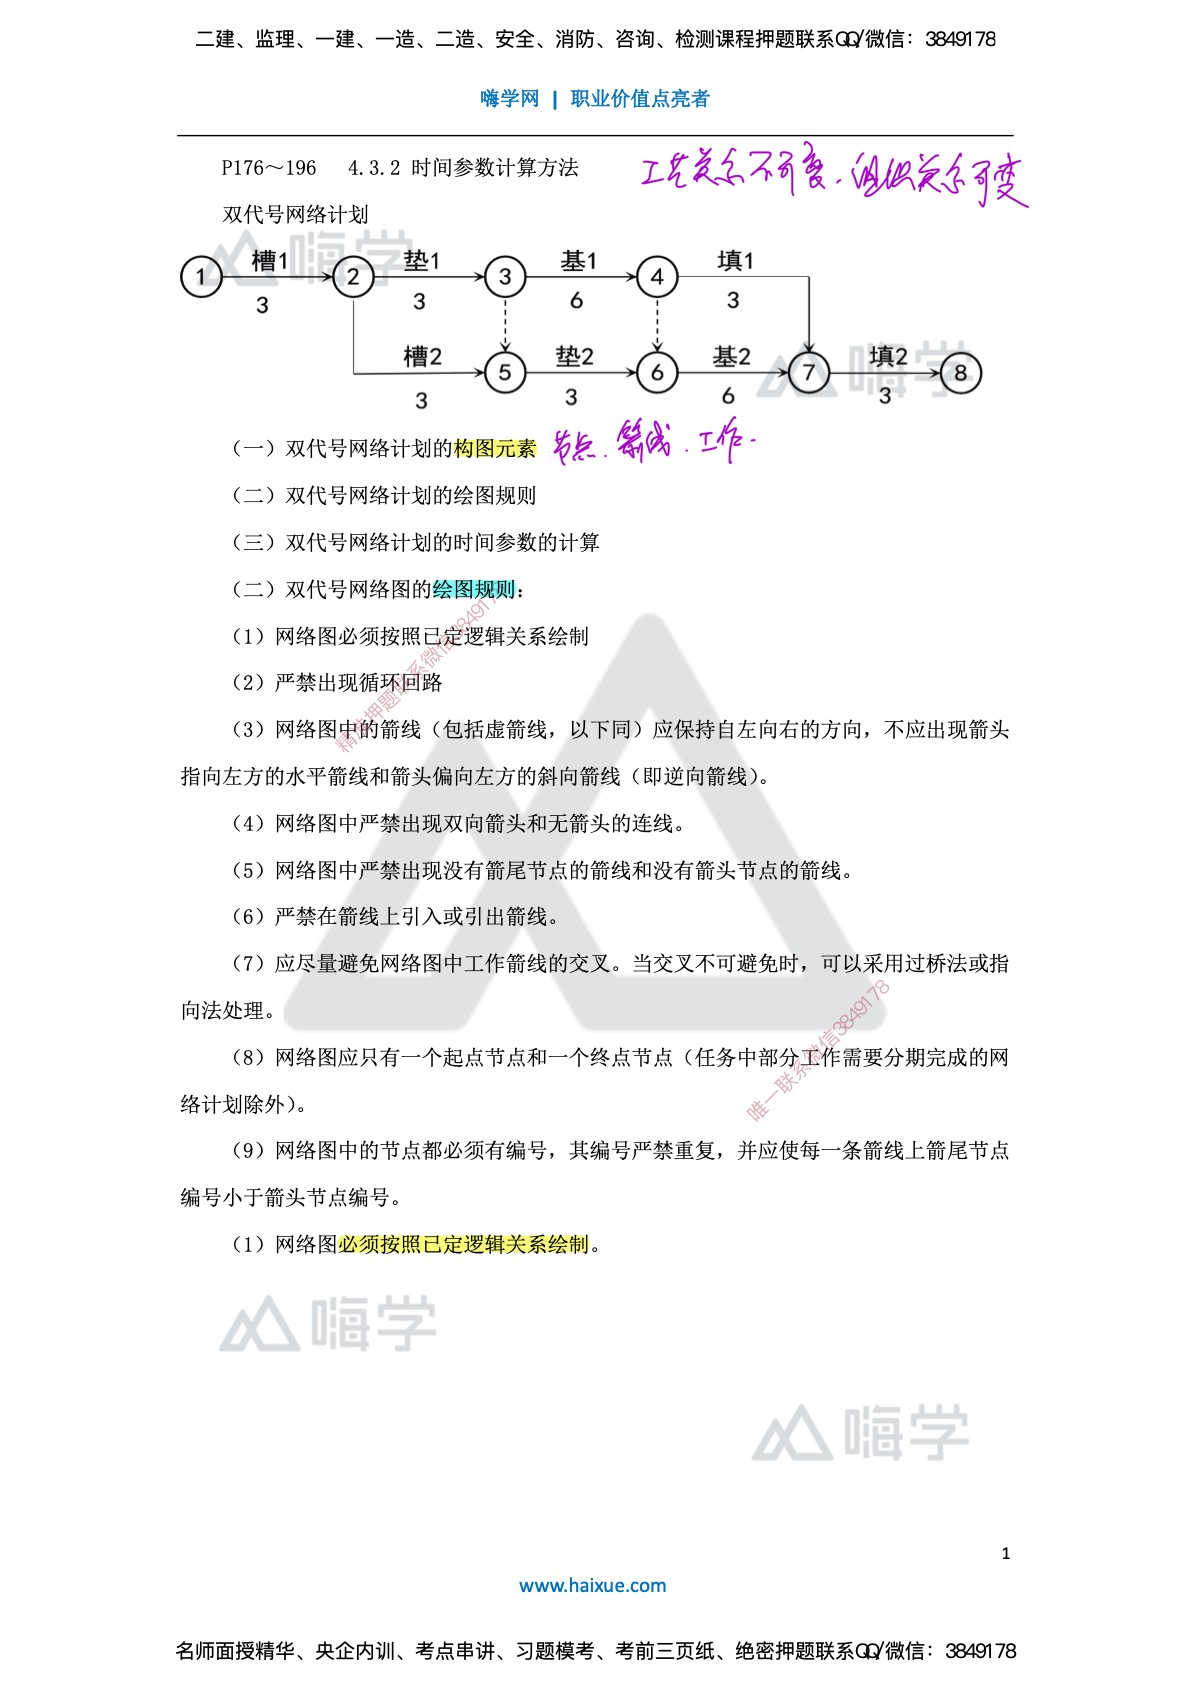 二建、监理、一建、一造、二造、安全、消防、咨询、检测课程押题联系QQ/微信：3849178
嗨学网 | 职业价值点亮者
P176～196 4.3.2 时间参数计算方法
工艺关系不可变、组织关系可变
双代号网络计划
嗨学
槽1 垫1 基1 填1
1 2 3 4
3 3 6 3
槽2 垫2 基2 填2
5 6 7 8
嗨学
3 3 6 3
（一）双代号网络计划的构图元素 节点、箭线、工作.
（二）双代号网络计划的绘图规则
（三）双代号网络计划的时间参数的计算
（二）双代号网络图的绘图规则：
（1）网络图必须按照已定逻辑关系绘制
（2）严禁出现循环回路
精准押题联系微信3849178
（3）网络图中的箭线（包括虚箭线，以下同）应保持自左向右的方向，不应出现箭头
指向左方的水平箭线和箭头偏向左方的斜向箭线（即逆向箭线）。
（4）网络图中严禁出现双向箭头和无箭头的连线。
（5）网络图中严禁出现没有箭尾节点的箭线和没有箭头节点的箭线。
（6）严禁在箭线上引入或引出箭线。
（7）应尽量避免网络图中工作箭线的交叉。当交叉不可避免时，可以采用过桥法或指
向法处理。
（8）网络图应只有一个起点节点和一个终点节点（任务中部分工作需要分期完成的网
络计划除外）。
唯一联系微信3849178
（9）网络图中的节点都必须有编号，其编号严禁重复，并应使每一条箭线上箭尾节点
编号小于箭头节点编号。
（1）网络图必须按照已定逻辑关系绘制。
嗨学
嗨学
1
www.haixue.com
名师面授精华、央企内训、考点串讲、习题模考、考前三页纸、绝密押题联系QQ/微信：3849178